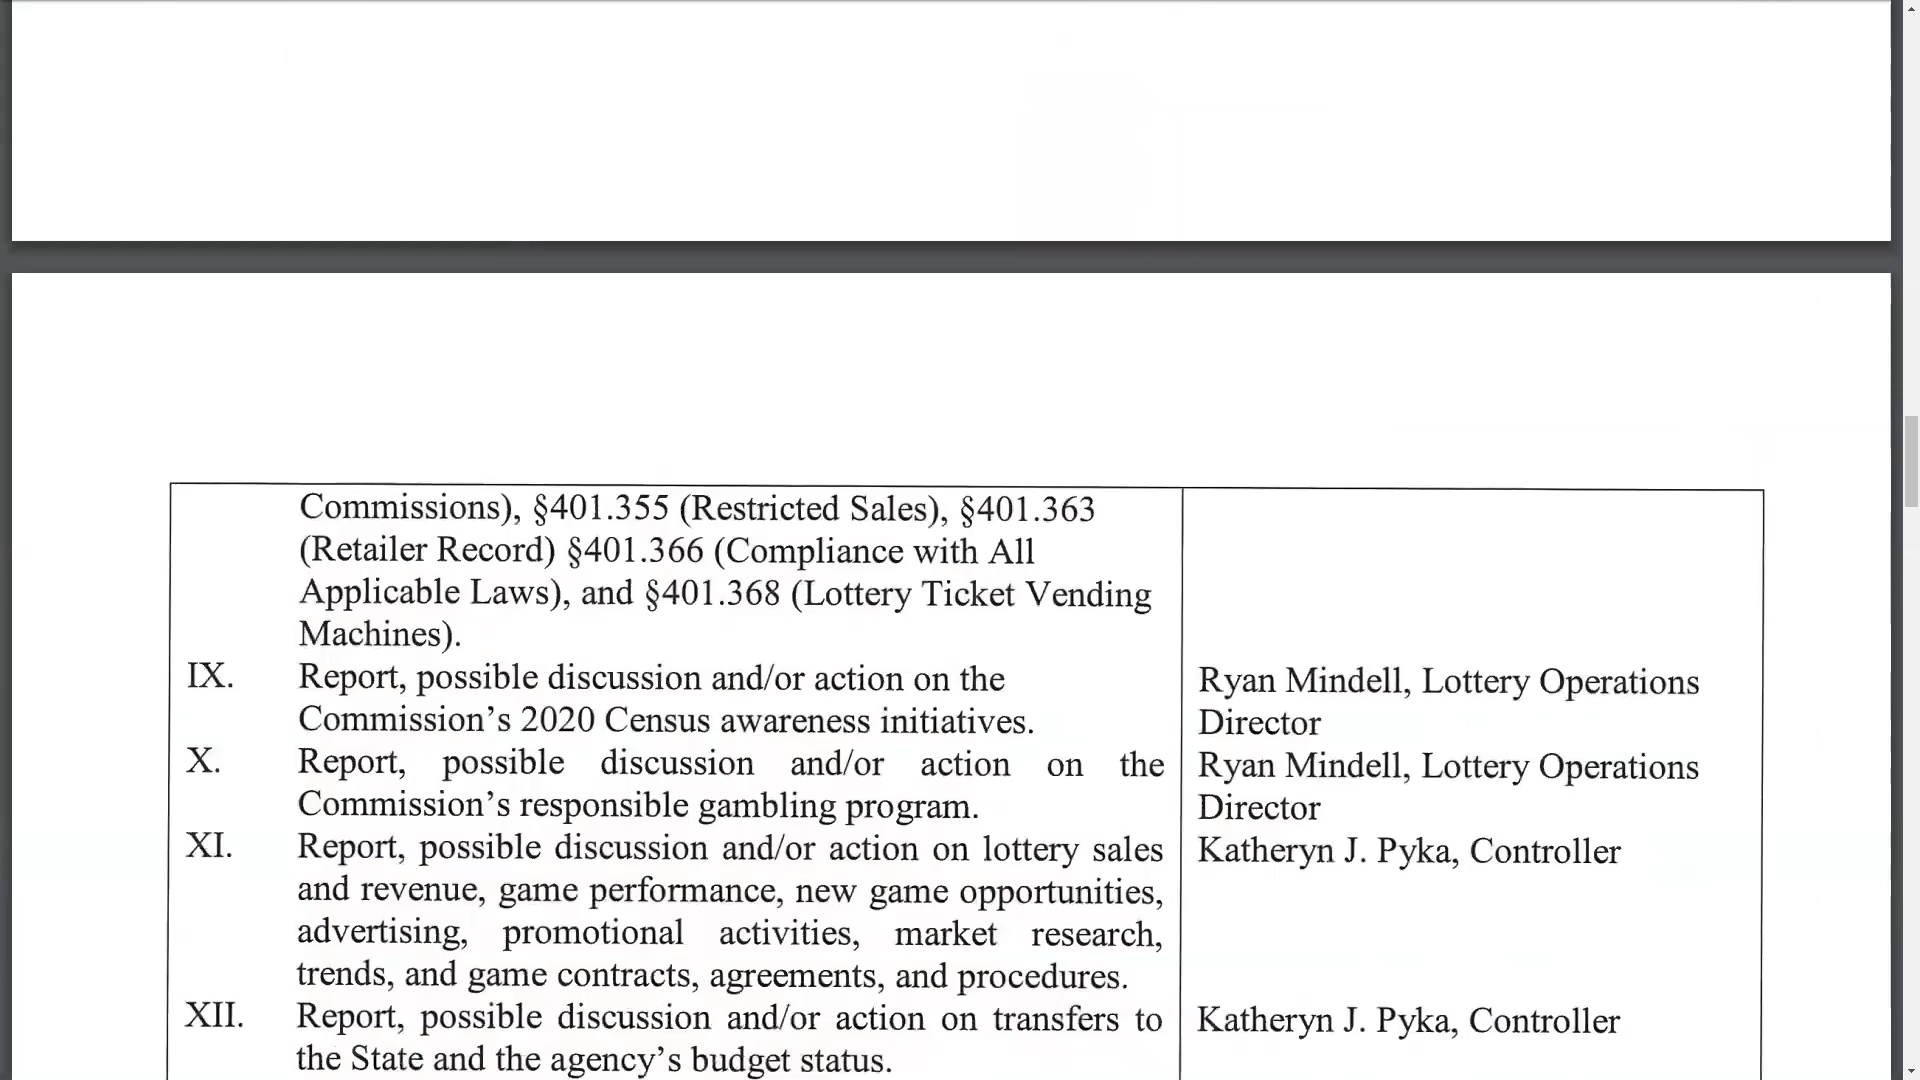 Commissions), §401.355 (Restricted Sales), §401.363
(Retailer Record) §401.366 (Compliance with All
Applicable Laws), and §401.368 (Lottery Ticket Vending
Machines).
IX. Report, possible discussion and/or action on the
Commission’s 2020 Census awareness initiatives.
Ryan Mindell, Lottery Operations
Director
X. Report, possible discussion and/or action on the
Commission’s responsible gambling program.
Ryan Mindell, Lottery Operations
Director
XI. Report, possible discussion and/or action on lottery sales
and revenue, game performance, new game opportunities,
advertising, promotional activities, market research,
trends, and game contracts, agreements, and procedures.
Katheryn J. Pyka, Controller
XII. Report, possible discussion and/or action on transfers to
the State and the agency’s budget status.
Katheryn J. Pyka, Controller